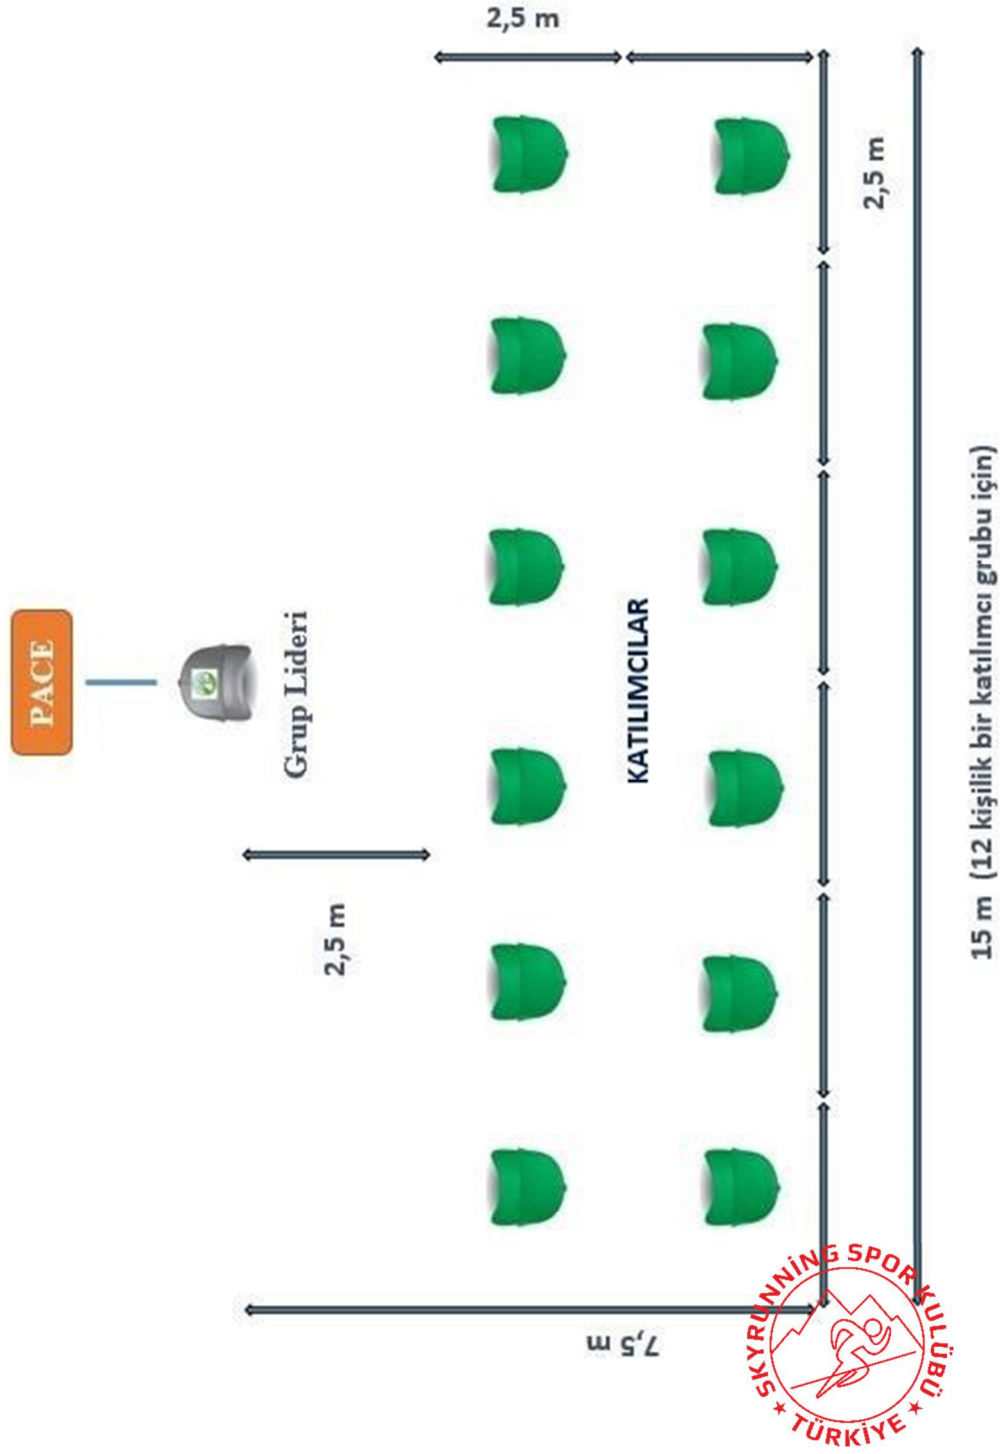 2,5 m
2,5 m
PACE
Grup Lideri
KATILIMCILAR
2,5 m
15 m (12 kişilik bir katılımcı grubu için)
7,5 m
SKYRUNNİNG SPOR KULÜBÜ
TÜRKİYE